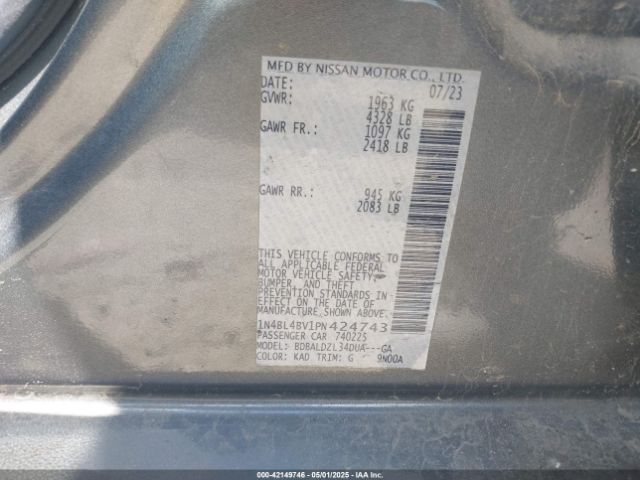 MFD BY NISSAN MOTOR CO., LTD.
DATE: 07/23
GVWR: 1963 KG
4328 LB
GAWR FR.: 1097 KG
2418 LB
GAWR RR.: 945 KG
2083 LB
THIS VEHICLE CONFORMS TO
ALL APPLICABLE FEDERAL
MOTOR VEHICLE SAFETY,
BUMPER, AND THEFT
PREVENTION STANDARDS IN
EFFECT ON THE DATE OF
MANUFACTURE SHOWN ABOVE.
1N4BL4BV1PN424743
PASSENGER CAR 740225
MODEL: BDBALDZL34DUA---GA
COLOR: KAD TRIM: G 9N00A
000-42149746 - 05/01/2025 - IAA, Inc.